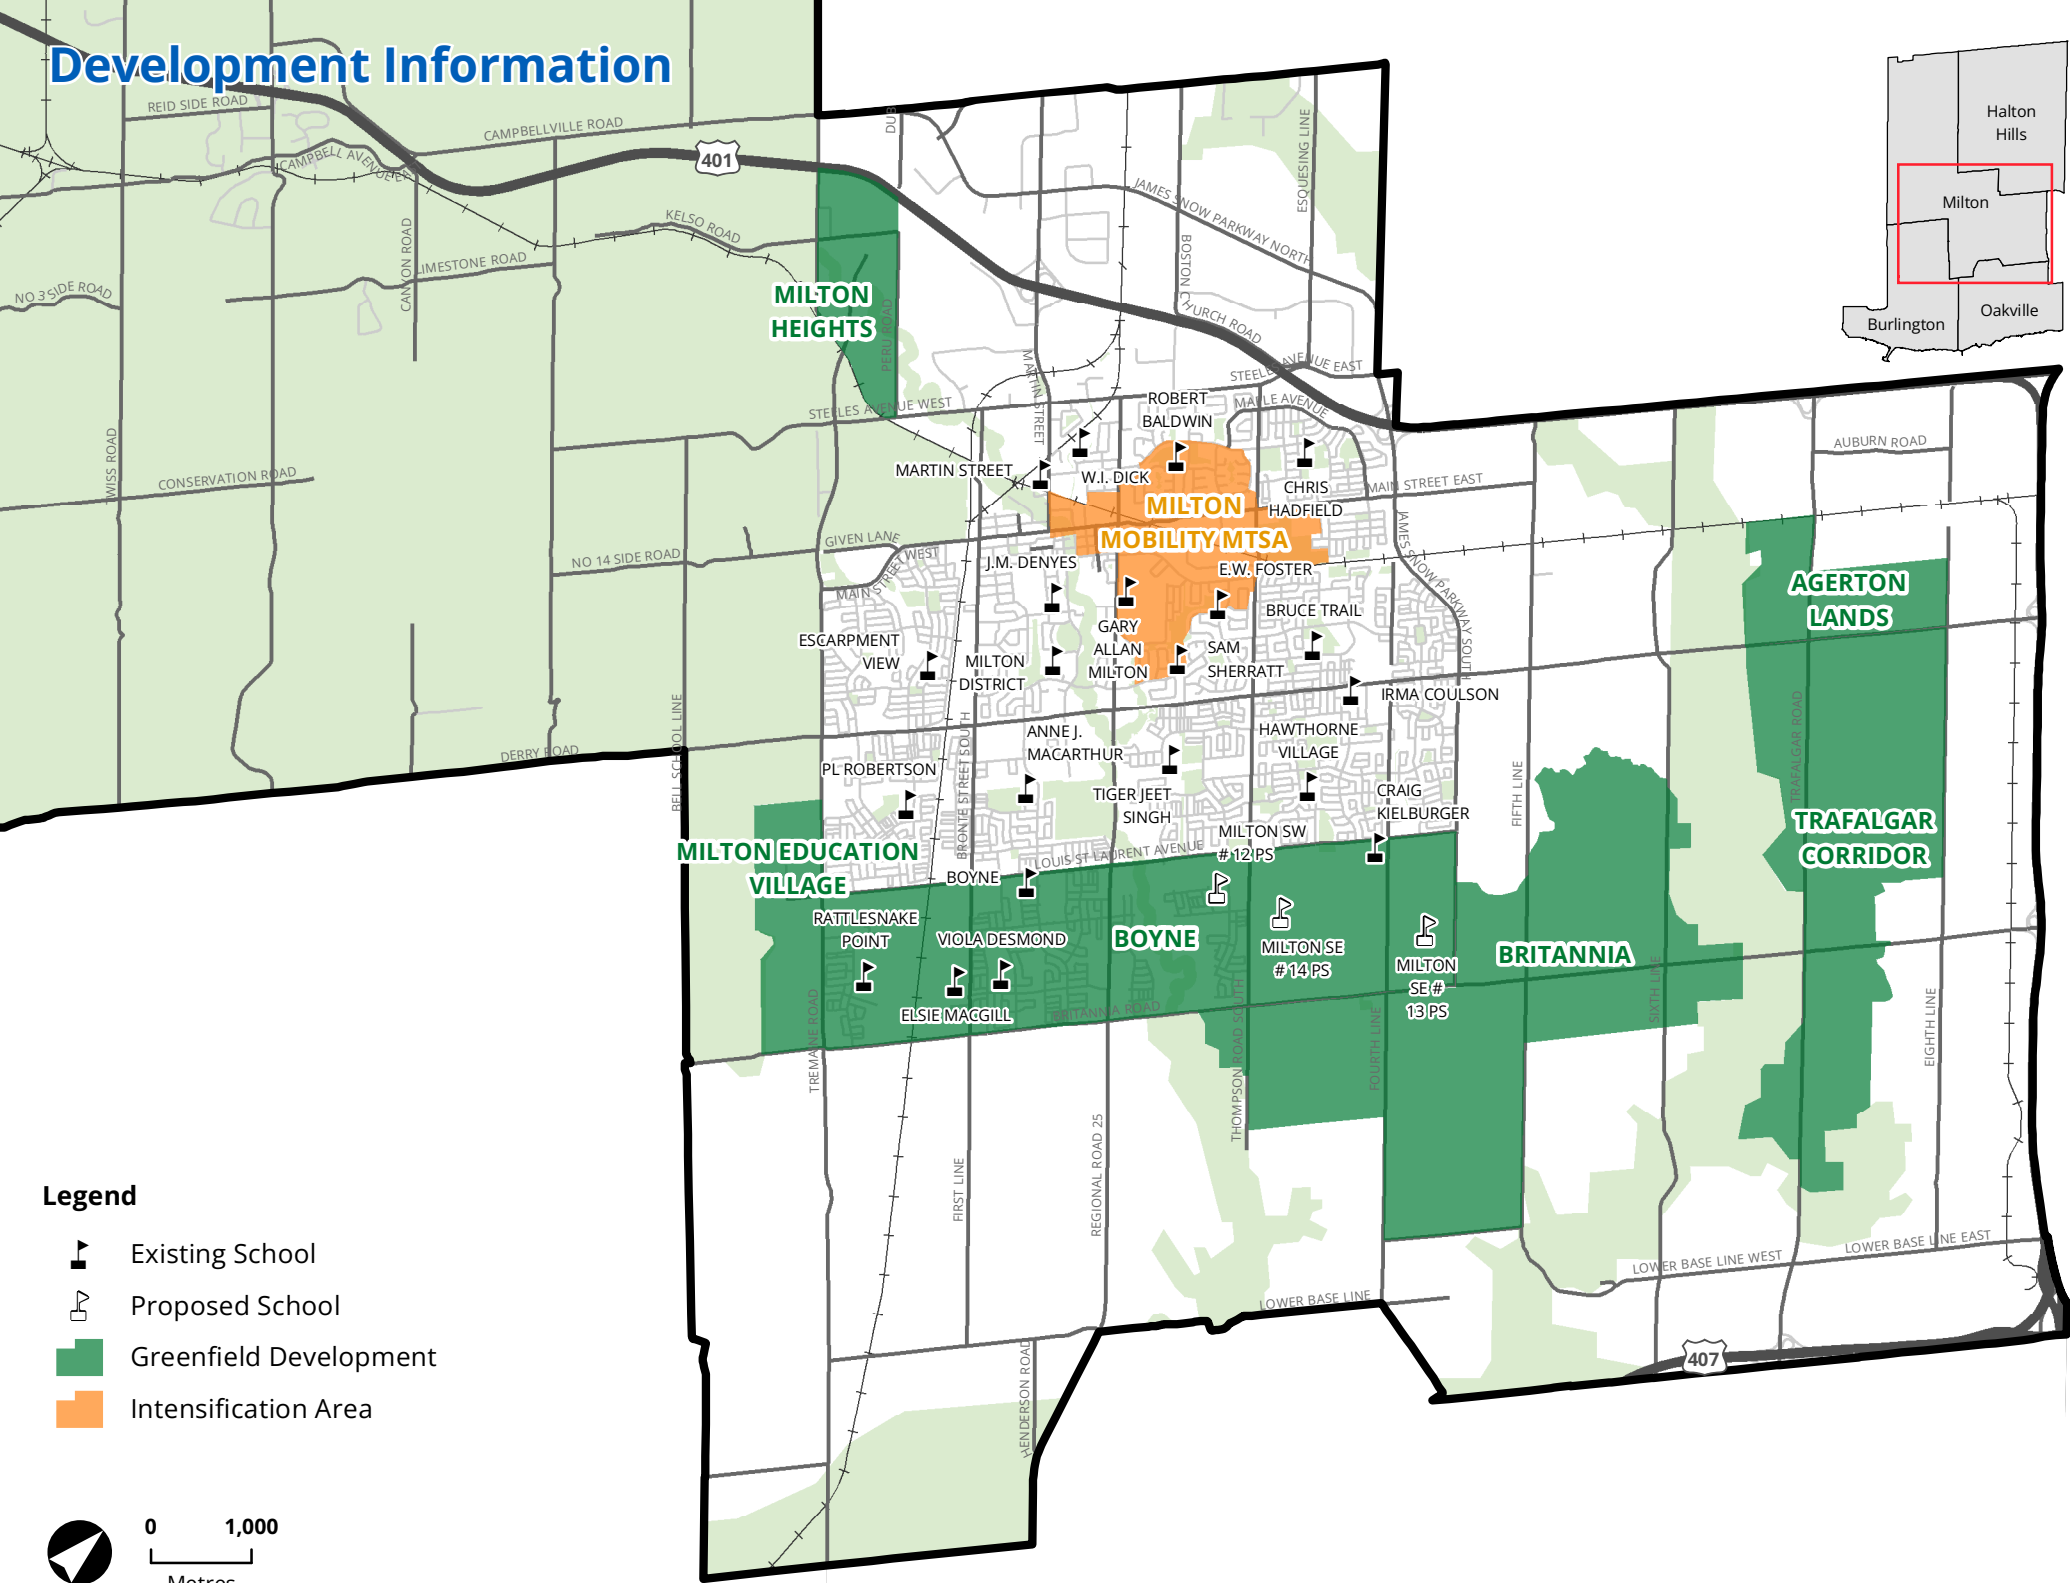 Development Information
REID SIDE ROAD
CAMPBELLVILLE ROAD
CAMPBELL AVENUE EA
401
KELSO ROAD
CANYON ROAD
LIMESTONE ROAD
NO 3 SIDE ROAD
DUB
ESQUESING LINE
JAMES SNOW PARKWAY NORTH
BOSTON CHURCH ROAD
Halton
Hills
Milton
Burlington
Oakville
MILTON
HEIGHTS
PERU ROAD
MARTIN STREET
STEELES AVENUE EAST
STEELES AVENUE WEST
MAPLE AVENUE
ROBERT
BALDWIN
TWISS ROAD
CONSERVATION ROAD
MARTIN STREET
W.I. DICK
CHRIS
HADFIELD
MAIN STREET EAST
AUBURN ROAD
MILTON
MOBILITY MTSA
NO 14 SIDE ROAD
GIVEN LANE
MAIN STREET WEST
J.M. DENYES
E.W. FOSTER
JAMES SNOW PARKWAY SOUTH
AGERTON
LANDS
BRUCE TRAIL
ESCARPMENT
VIEW
MILTON
DISTRICT
GARY
ALLAN
MILTON
SAM
SHERRATT
IRMA COULSON
BELL SCHOOL LINE
DERRY ROAD
BRONTE STREET SOUTH
ANNE J.
MACARTHUR
HAWTHORNE
VILLAGE
PL ROBERTSON
TIGER JEET
SINGH
CRAIG
KIELBURGER
FIFTH LINE
TRAFALGAR ROAD
TRAFALGAR
CORRIDOR
MILTON SW
# 12 PS
MILTON EDUCATION
VILLAGE
LOUIS ST LAURENT AVENUE
BOYNE
RATTLESNAKE
POINT
VIOLA DESMOND
BOYNE
MILTON SE
# 14 PS
MILTON
SE #
13 PS
BRITANNIA
ELSIE MACGILL
BRITANNIA ROAD
TREMAINE ROAD
THOMPSON ROAD SOUTH
FOURTH LINE
SIXTH LINE
EIGHTH LINE
FIRST LINE
REGIONAL ROAD 25
LOWER BASE LINE WEST
LOWER BASE LINE EAST
LOWER BASE LINE
HENDERSON ROAD
407
Legend
Existing School
Proposed School
Greenfield Development
Intensification Area
0 1,000
Metres